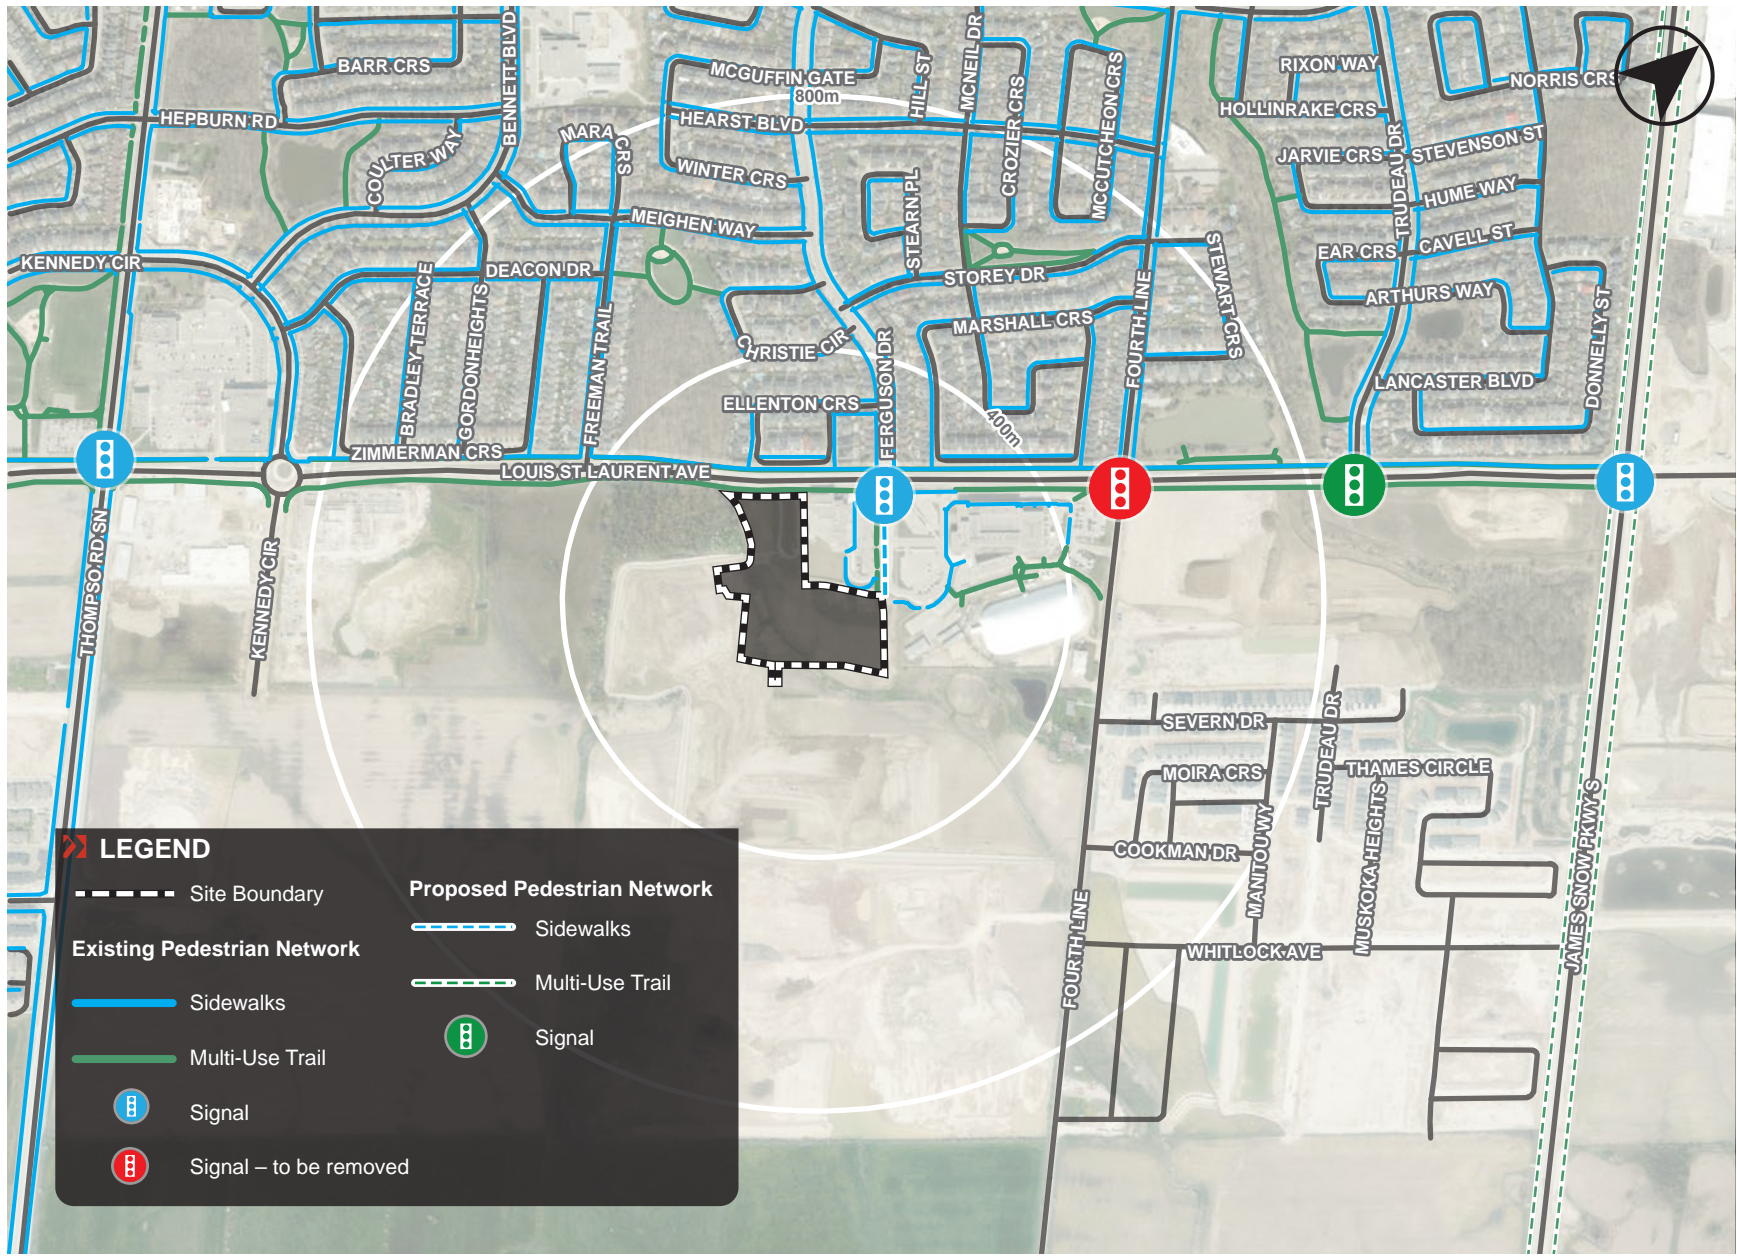 BENNETT BLVD
BARR CRS
HEPBURN RD
COULTER WAY
MCGUFFIN GATE
800m
HEARST BLVD
HILL ST
MCNEIL DR
CROZIER CRS
MCCUTCHEON CRS
RIXON WAY
NORRIS CRS
HOLLINRAKE CRS
MARA CRS
WINTER CRS
JARVIE CRS
TRUDEAU DR
STEVENSON ST
HUME WAY
MEIGHEN WAY
STEARN PL
EAR CRS
CAVELL ST
KENNEDY CIR
DEACON DR
STOREY DR
STEWART CRS
ARTHURS WAY
BRADLEY TERRACE
GORDONHEIGHTS
FREEMAN TRAIL
CHRISTIE CIR
FERGUSON DR
MARSHALL CRS
FOURTH LINE
DONNELLY ST
LANCASTER BLVD
ELLENTON CRS
400m
ZIMMERMAN CRS
LOUIS ST LAURENT AVE
THOMPSO.RD.SN
KENNEDY CIR
SEVERN DR
TRUDEAU DR
MOIRA CRS
THAMES CIRCLE
COOKMAN DR
MANITOU WY
MUSKOKA HEIGHTS
JAMES SNOW PKWY S
FOURTH LINE
WHITLOCK AVE
LEGEND
Site Boundary
Existing Pedestrian Network
Sidewalks
Multi-Use Trail
Signal
Signal – to be removed
Proposed Pedestrian Network
Sidewalks
Multi-Use Trail
Signal